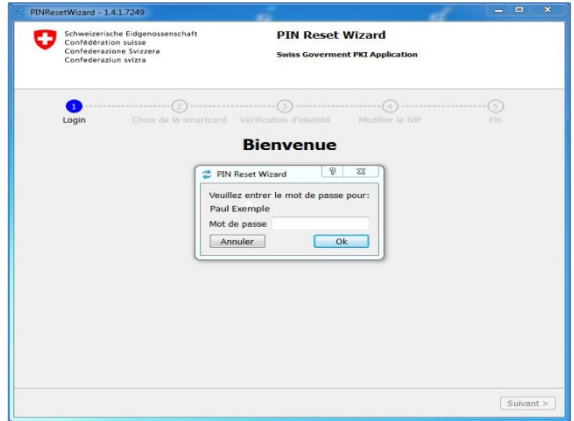 PINResetWizard - 1.4.1.7249
Schweizerische Eidgenossenschaft
Confédération suisse
Confederazione Svizzera
Confederaziun svizra
PIN Reset Wizard
Swiss Goverment PKI Application
1 2 3 4 5
Login Choix de la smartcard Vérification d'identité Modifier le NIP Fin
Bienvenue
PIN Reset Wizard
Veuillez entrer le mot de passe pour:
Paul Exemple
Mot de passe
Annuler Ok
Suivant >